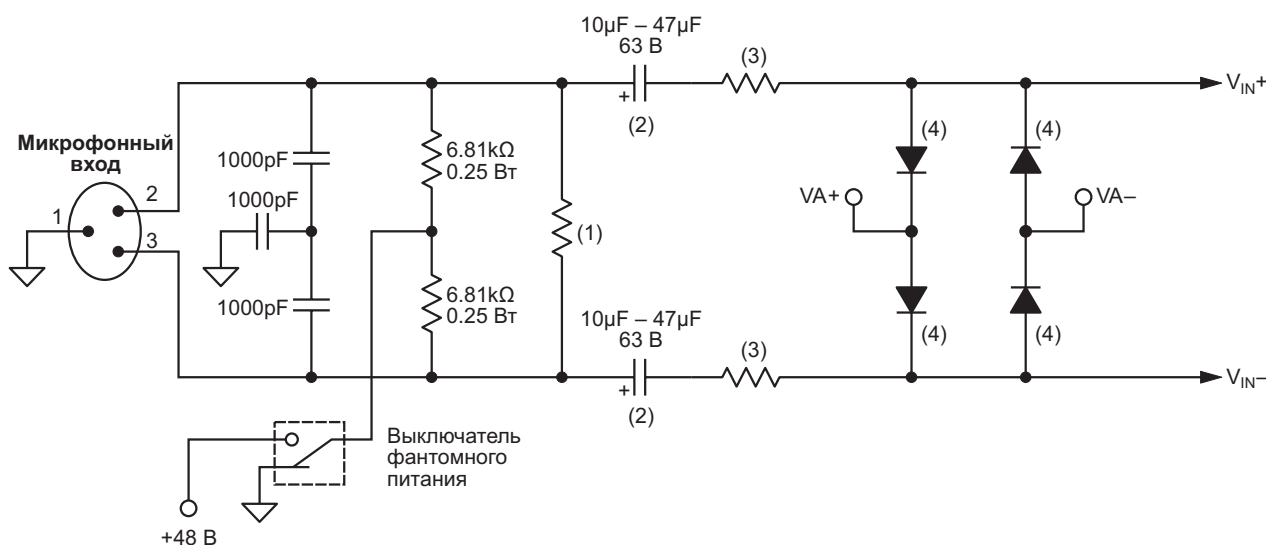 10µF – 47µF
63 В
(3)
V_IN+
+
(2)
Микрофонный
вход
1000pF
6.81kΩ
0.25 Вт
(4)
(4)
2
1000pF
VA+
VA–
1
(1)
3
1000pF
6.81kΩ
0.25 Вт
10µF – 47µF
63 В
(3)
(4)
(4)
V_IN–
+
(2)
Выключатель
фантомного
питания
+48 В